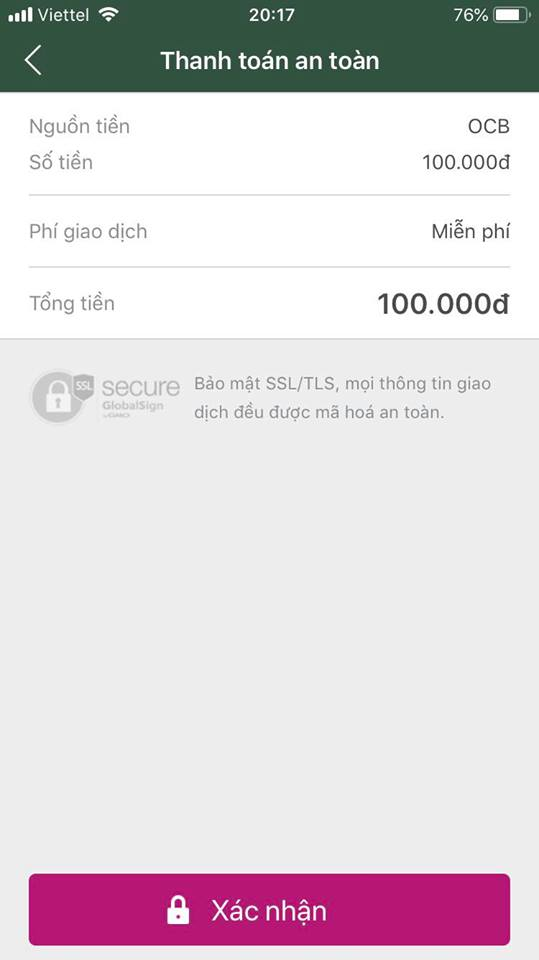 Viettel 20:17 76%
Thanh toán an toàn
Nguồn tiền OCB
Số tiền 100.000đ
Phí giao dịch Miễn phí
Tổng tiền 100.000đ
SSL secure
GlobalSign
by GMO
Bảo mật SSL/TLS, mọi thông tin giao
dịch đều được mã hoá an toàn.
Xác nhận